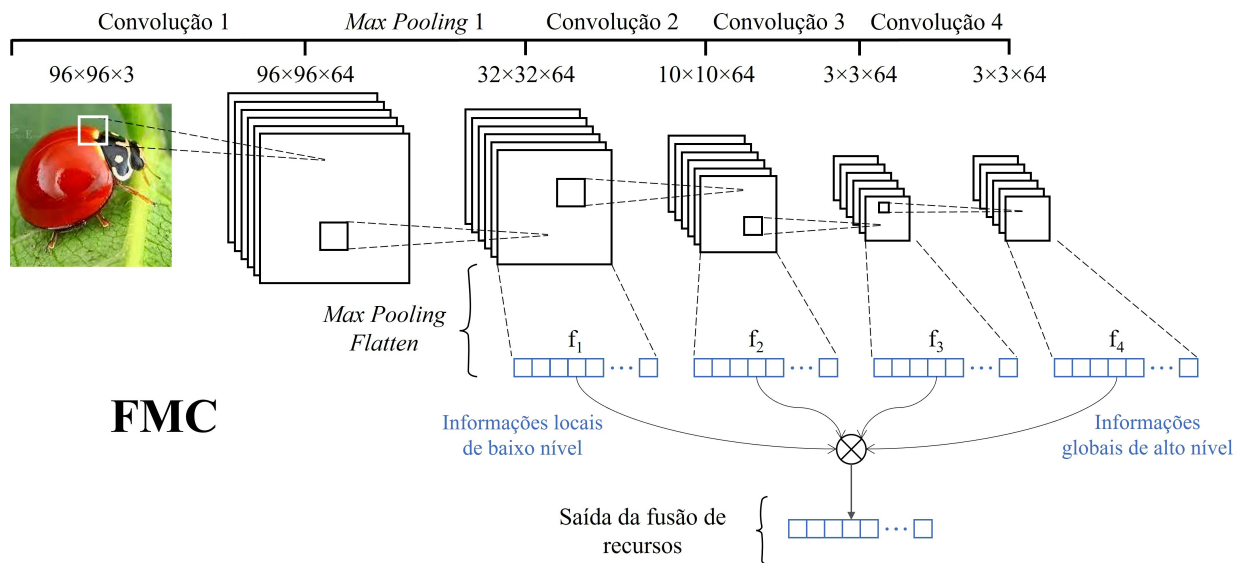 Convolução 1
Max Pooling 1
Convolução 2
Convolução 3
Convolução 4
96×96×3
96×96×64
32×32×64
10×10×64
3×3×64
3×3×64
Max Pooling
Flatten
f1
f2
f3
f4
FMC
Informações locais
de baixo nível
Informações
globais de alto nível
Saída da fusão de
recursos